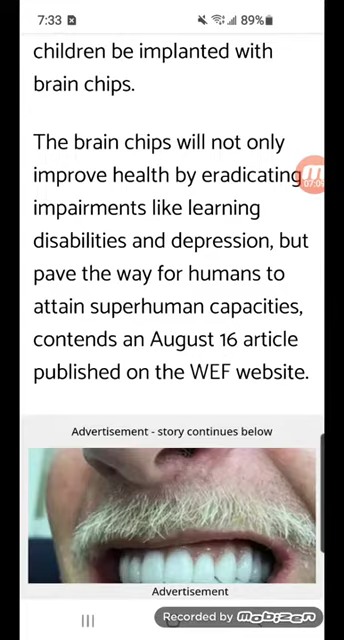 7:33
89%
children be implanted with
brain chips.
The brain chips will not only
improve health by eradicating
07:09
impairments like learning
disabilities and depression, but
pave the way for humans to
attain superhuman capacities,
contends an August 16 article
published on the WEF website.
Advertisement - story continues below
Advertisement
Recorded by mobizen